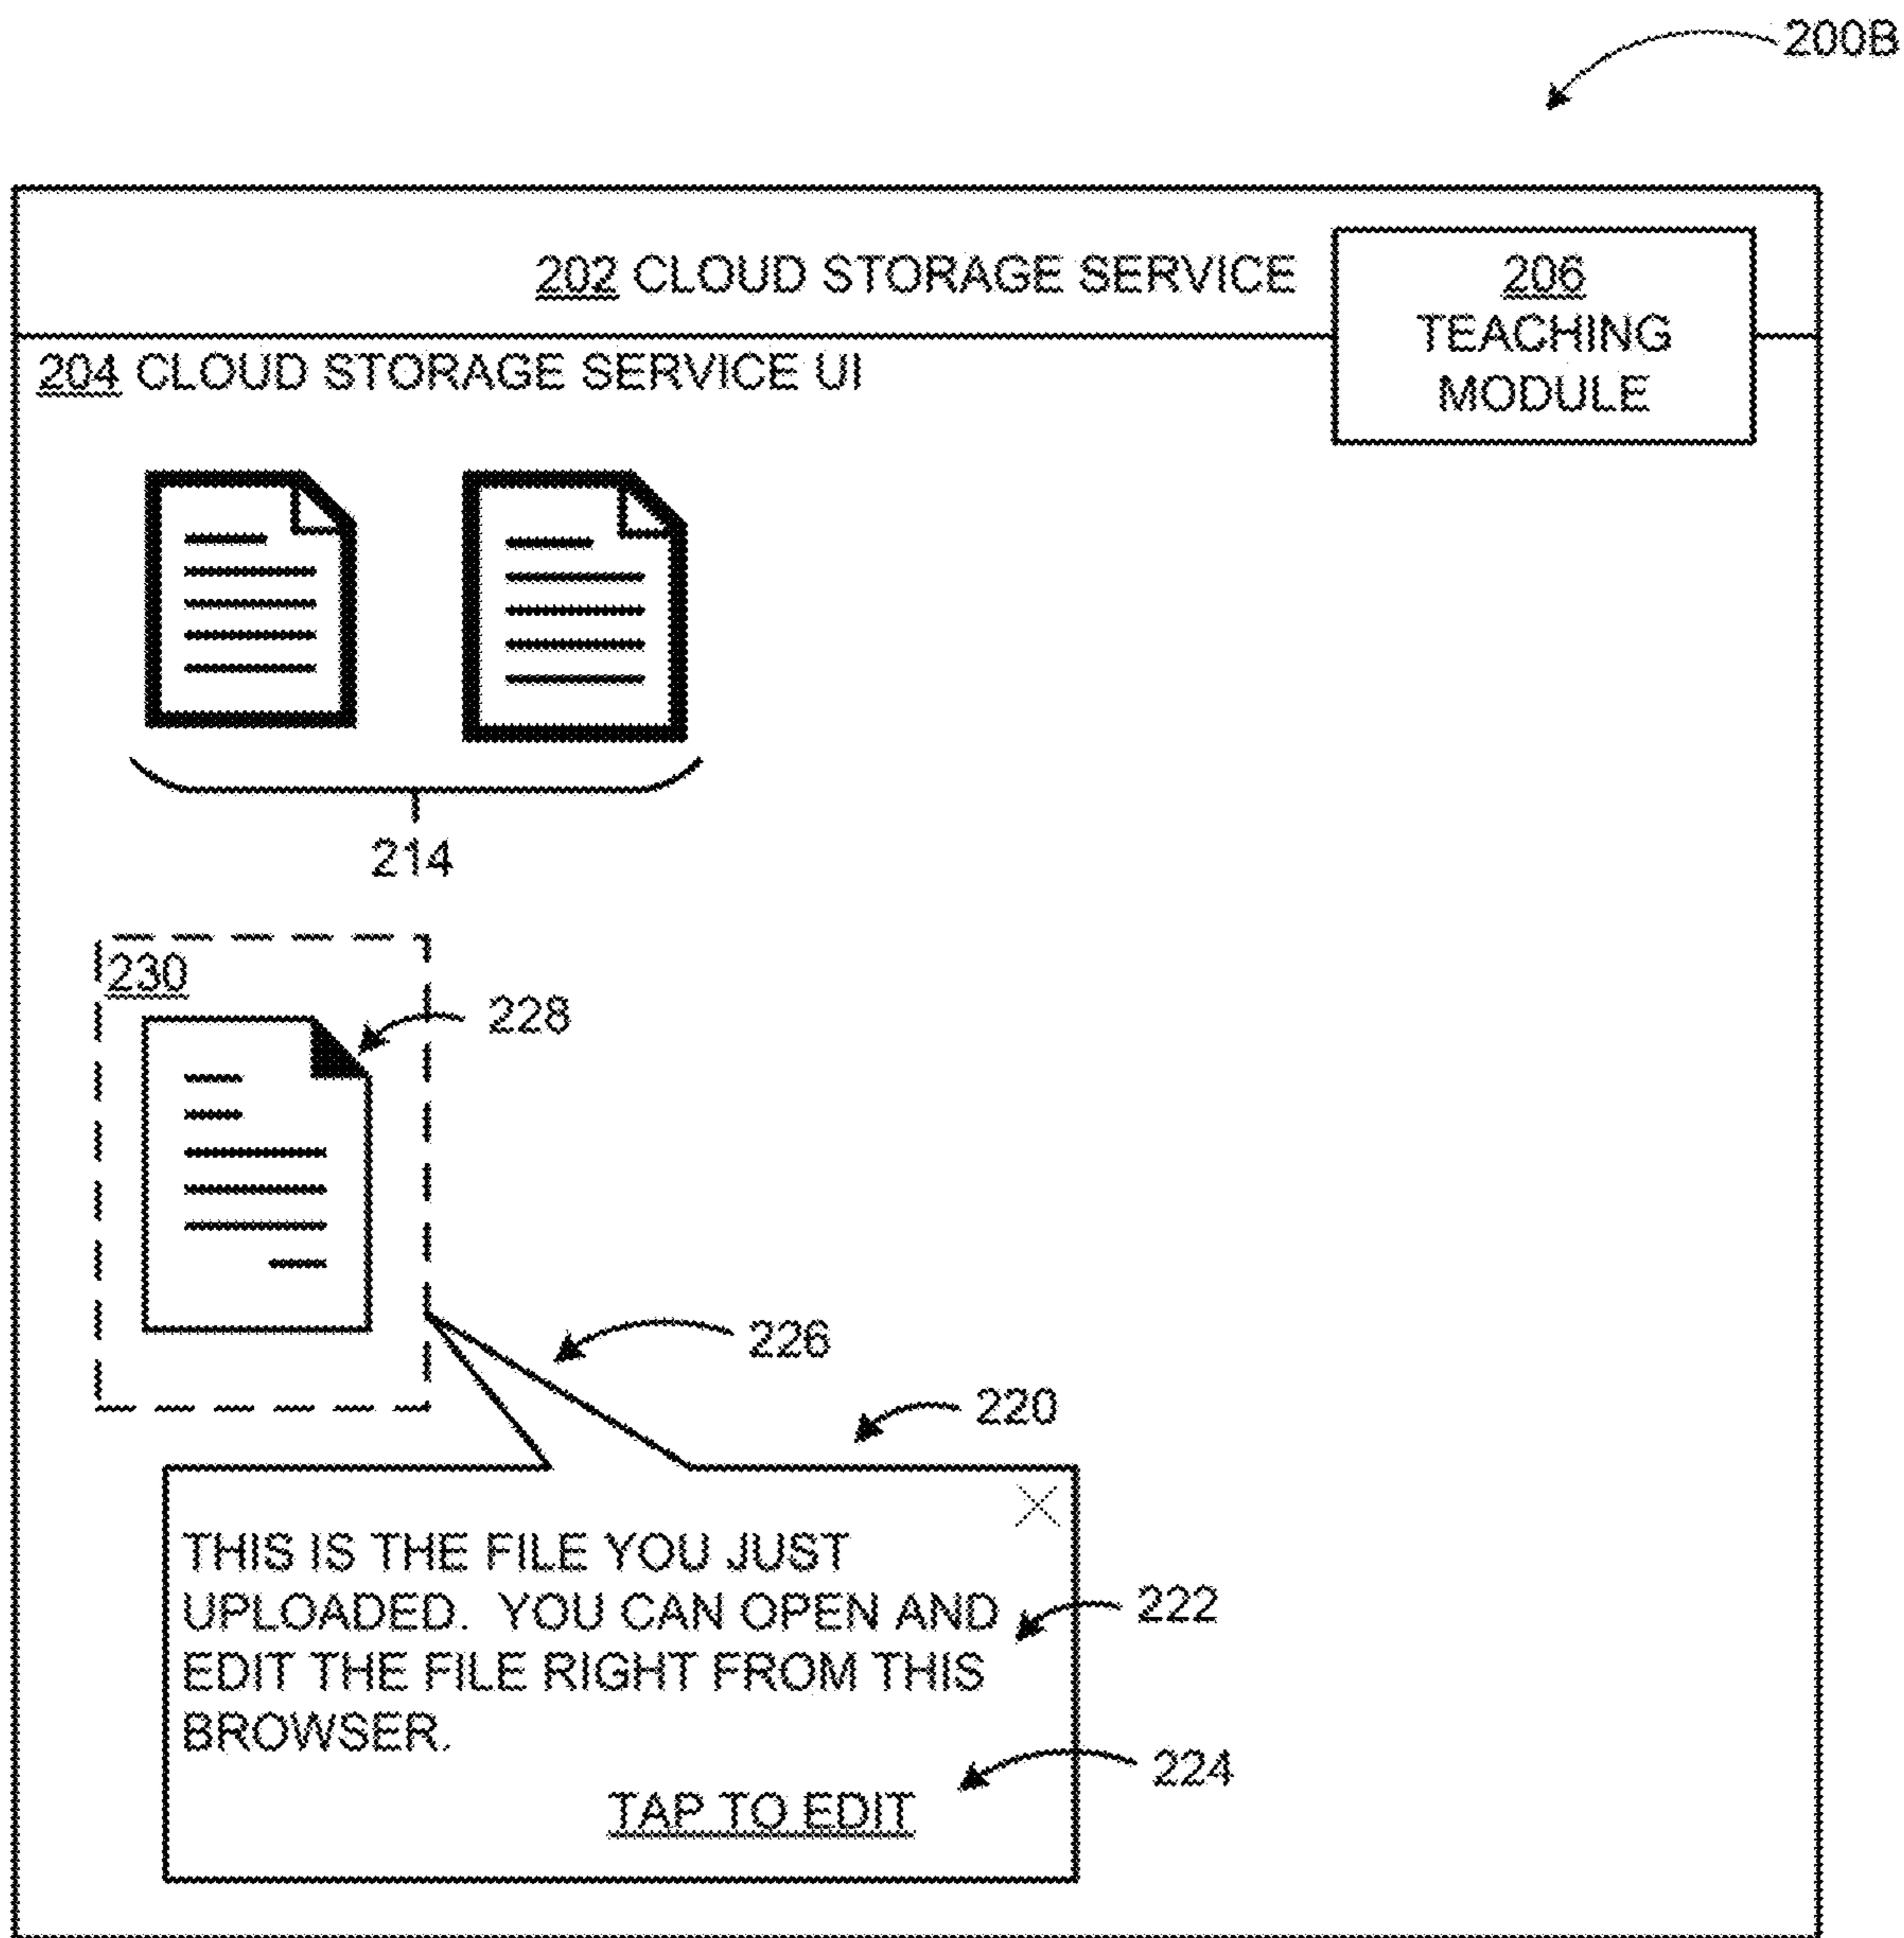 200B
202 CLOUD STORAGE SERVICE
206
TEACHING
MODULE
204 CLOUD STORAGE SERVICE UI
214
230
228
226
220
THIS IS THE FILE YOU JUST
UPLOADED. YOU CAN OPEN AND
EDIT THE FILE RIGHT FROM THIS
BROWSER.
222
224
TAP TO EDIT